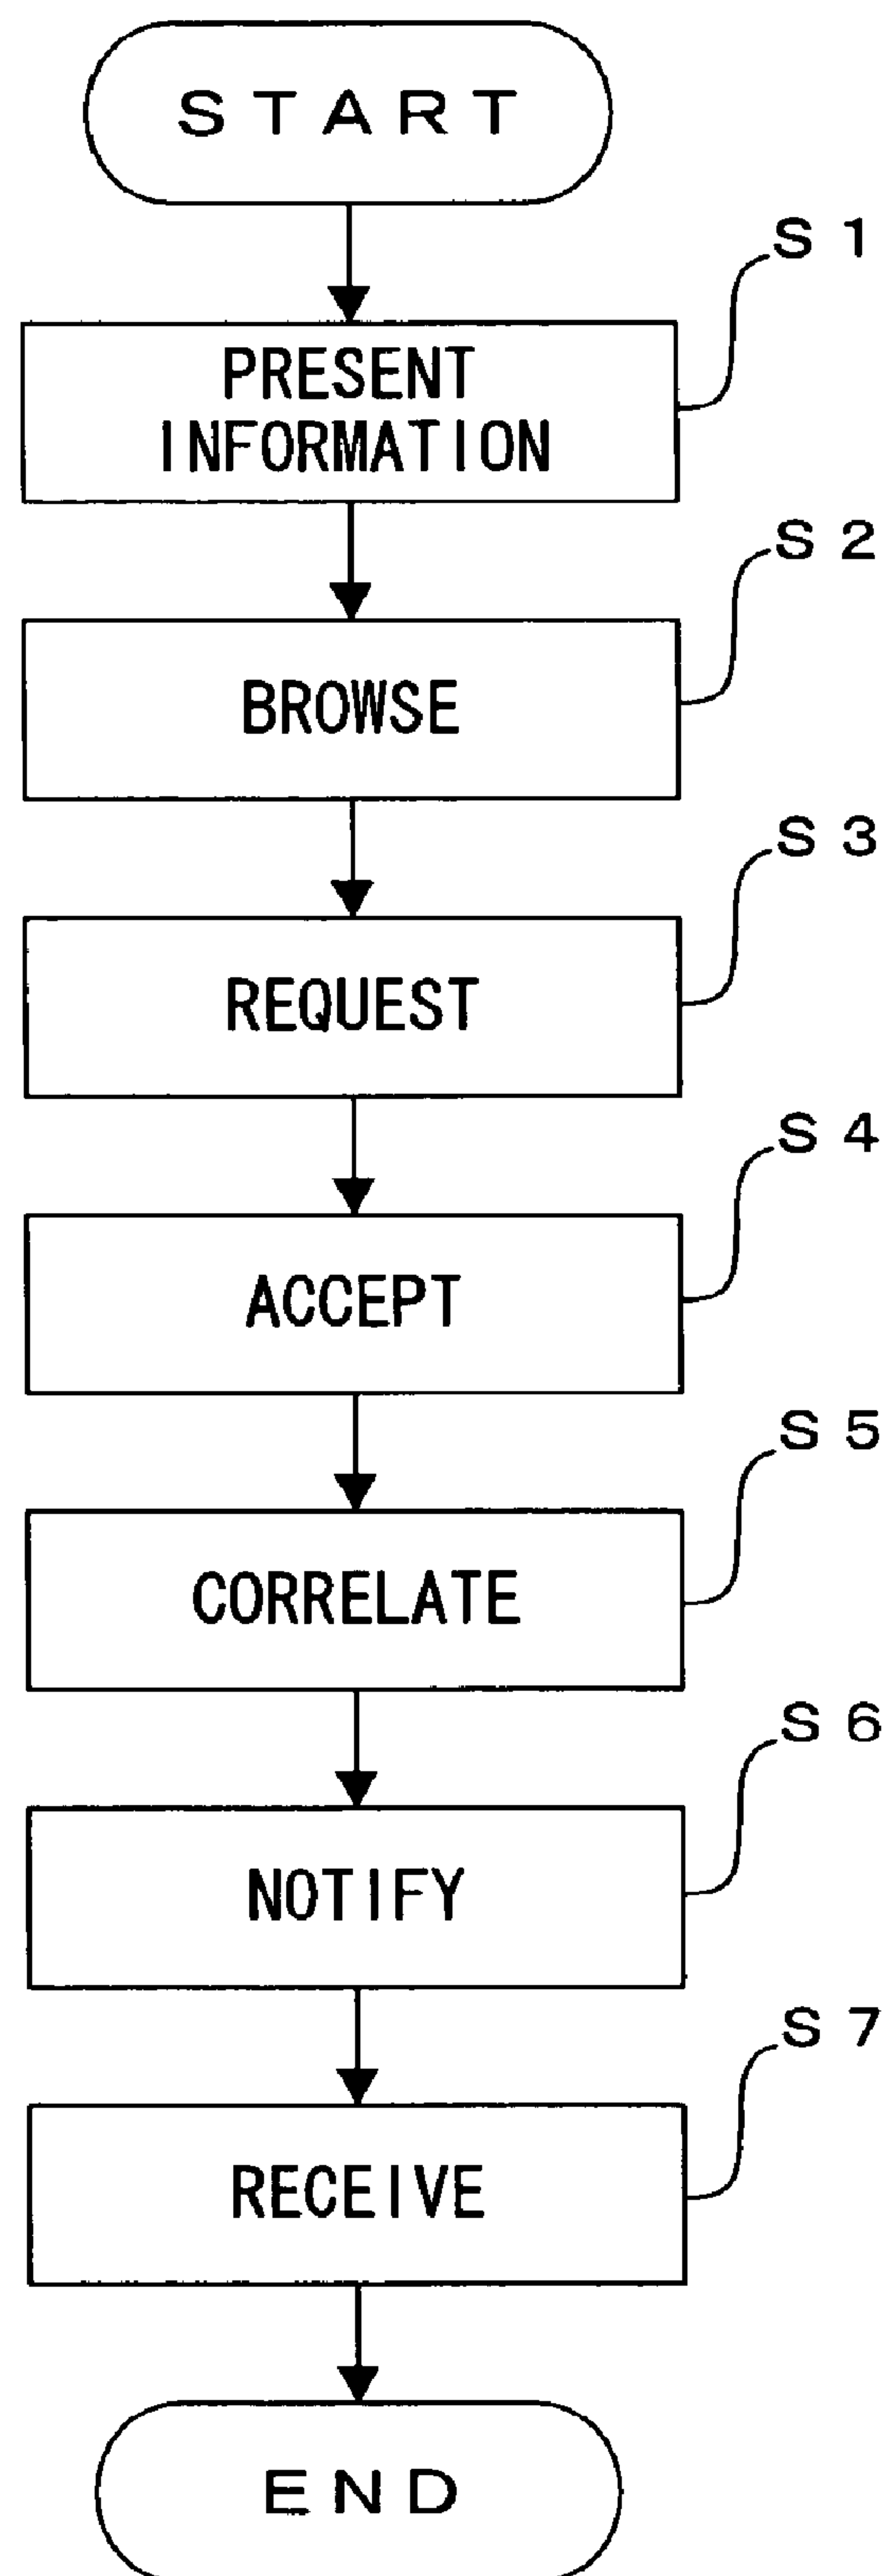 START
S1
PRESENT
INFORMATION
S2
BROWSE
S3
REQUEST
S4
ACCEPT
S5
CORRELATE
S6
NOTIFY
S7
RECEIVE
END